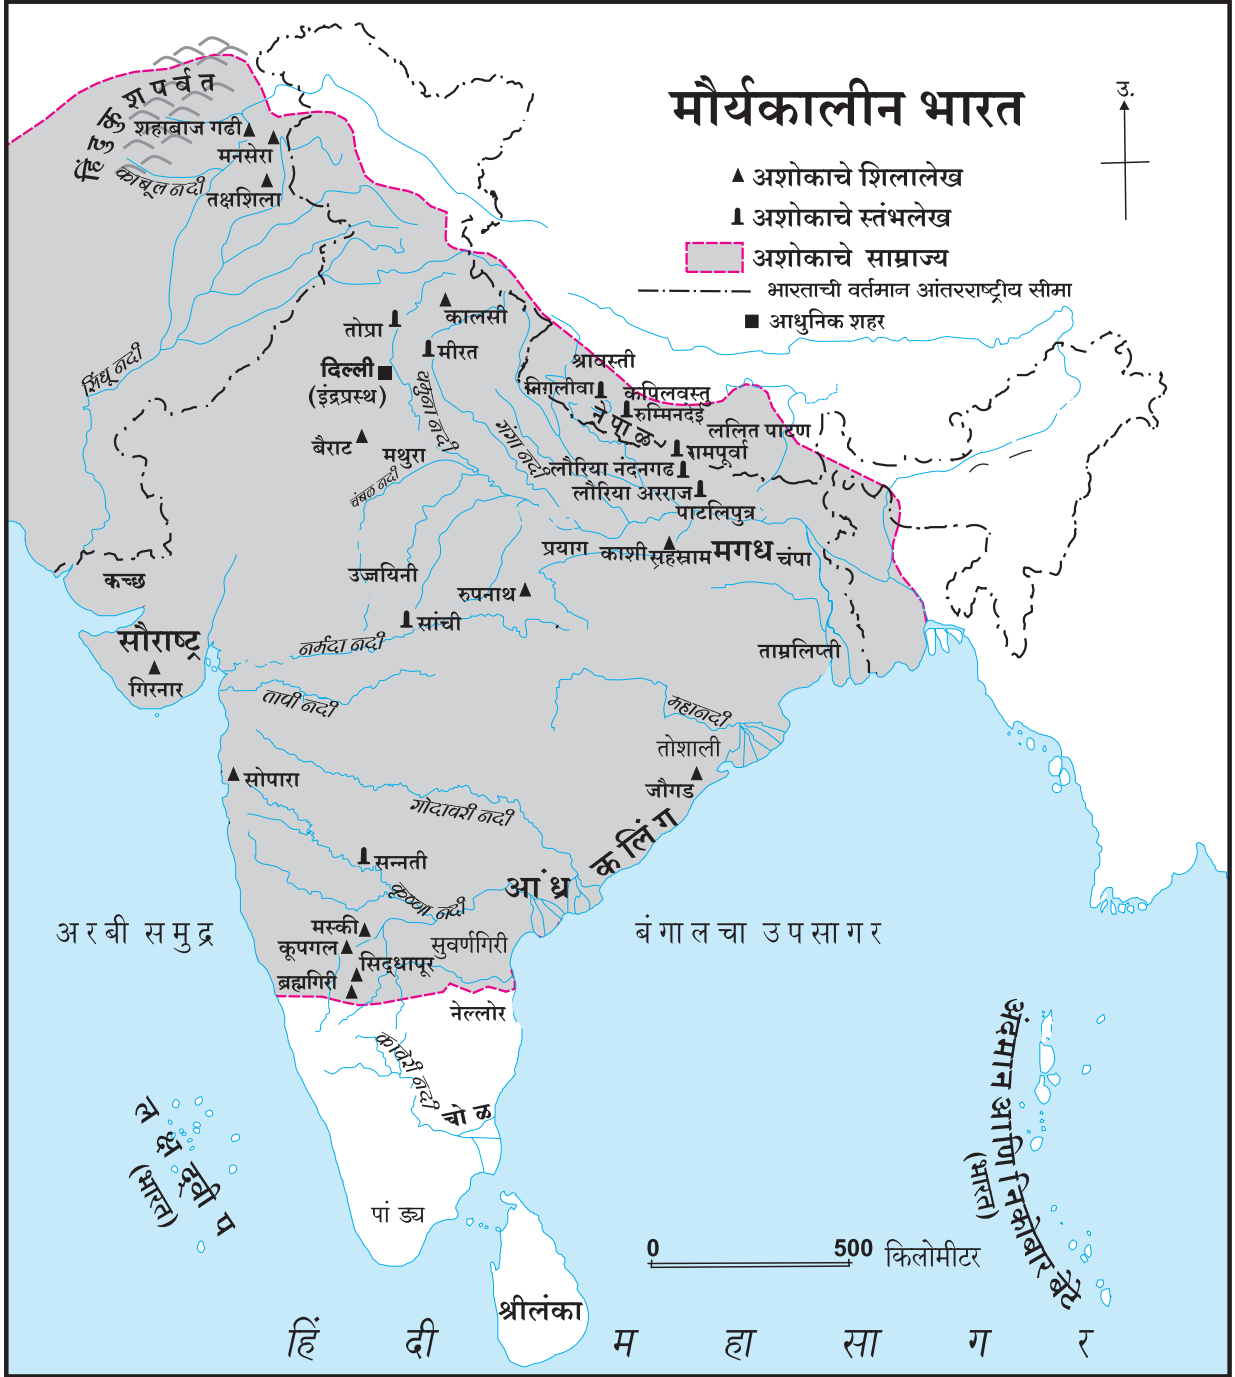 मौर्यकालीन भारत
उ.
अशोकाचे शिलालेख
अशोकाचे स्तंभलेख
अशोकाचे साम्राज्य
भारताची वर्तमान आंतरराष्ट्रीय सीमा
आधुनिक शहर
हिंदुकुश पर्वत
शहाबाज गढी
मनसेरा
काबूल नदी
तक्षशिला
कालसी
तोप्रा
मीरत
सिंधू नदी
दिल्ली
(इंद्रप्रस्थ)
यमुना नदी
श्रावस्ती
निगलीवा
कपिलवस्तु
रुम्मिनदेई
नेपाळ
ललित पाटण
गंगा नदी
बैराट
मथुरा
रामपूर्वा
लौरिया नंदनगढ
चंबळ नदी
लौरिया अरराज
पाटलिपुत्र
प्रयाग
काशी
सहस्राम
मगध
चंपा
कच्छ
उज्जयिनी
रुपनाथ
सांची
सौराष्ट्र
नर्मदा नदी
ताम्रलिप्ती
गिरनार
तापी नदी
महानदी
तोशाली
सोपारा
जौगड
गोदावरी नदी
कलिंग
सन्नती
आंध्र
कृष्णा नदी
अरबी समुद्र
बंगालचा उपसागर
मस्की
कूपगल
सुवर्णगिरी
सिद्धापूर
ब्रह्मगिरी
नेल्लोर
कावेरी नदी
चोळ
अंदमान आणि निकोबार बेटे
(भारत)
लक्षद्वीप
(भारत)
पांड्य
0 500 किलोमीटर
श्रीलंका
हिंदी महासागर